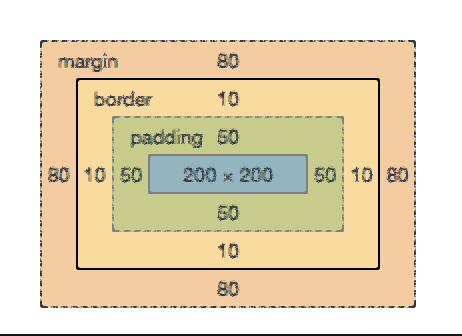 margin 80
border 10
padding 50
80 10 50 200 × 200 50 10 80
50
10
80